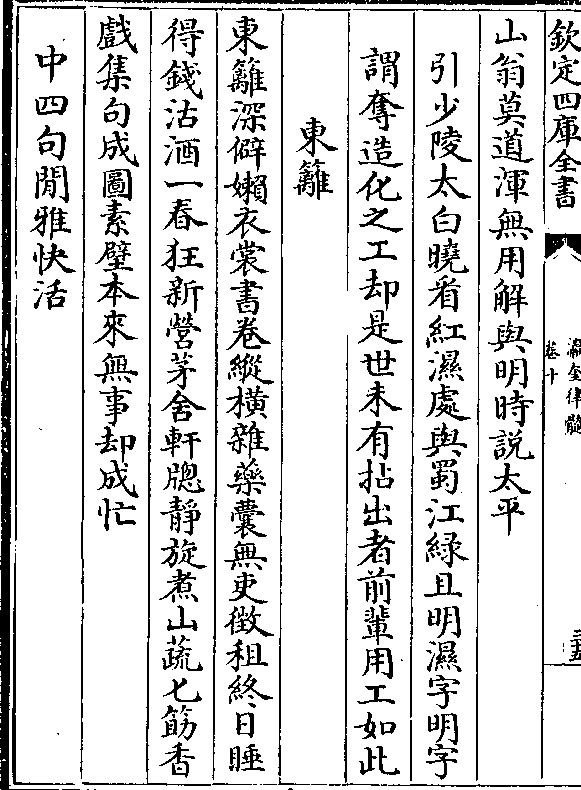 欽定四庫全書
瀛奎律髓
卷十
三五
山翁莫道渾無用解與明時説太平
引少陵太白曉看紅濕處與蜀江緑且明濕字明字
謂奪造化之工却是世未有拈出者前輩用工如此
東籬
東籬深僻嬾衣裳書卷縱横雜藥囊無吏徴租終日睡
得錢沽酒一春狂新營茅舍軒牕靜旋煮山蔬匕筯香
戲集句成圖素壁本來無事却成忙
中四句閒雅快活